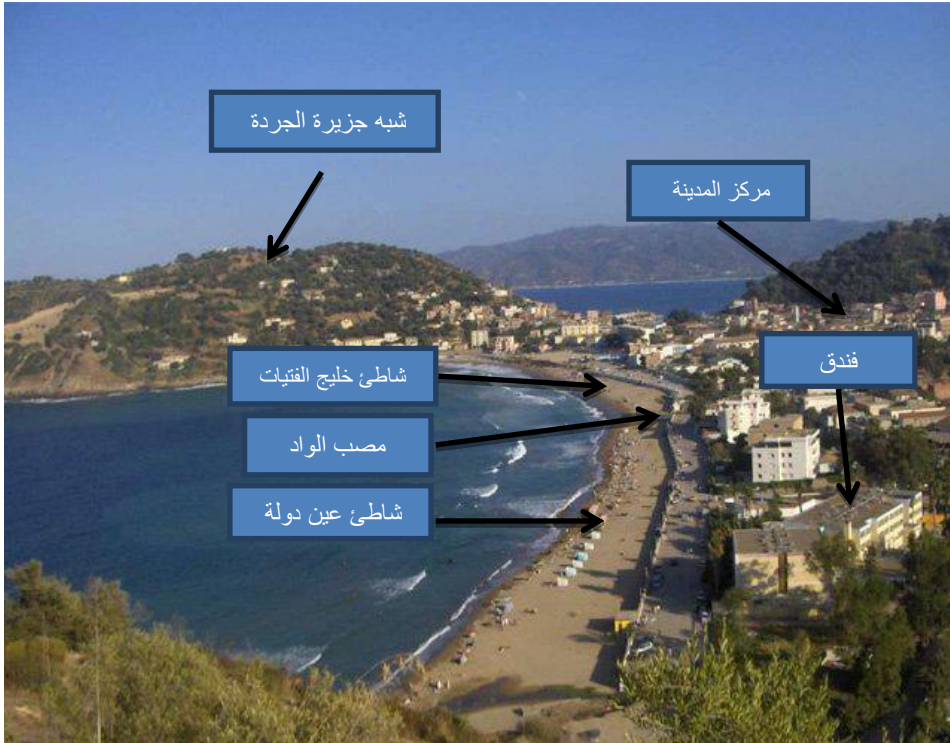 شبه جزيرة الجردة
مركز المدينة
فندق
شاطئ خليج الفتيات
مصب الواد
شاطئ عين دولة